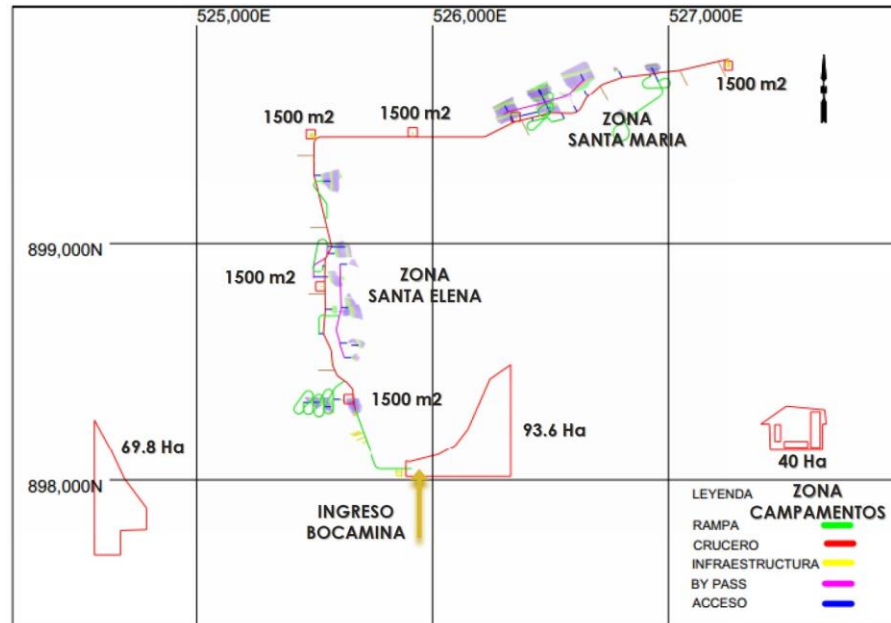 525,000E
526,000E
527,000E
1500 m2
1500 m2
1500 m2
ZONA
SANTA MARIA
899,000N
1500 m2
ZONA
SANTA ELENA
1500 m2
69.8 Ha
93.6 Ha
40 Ha
898,000N
INGRESO
BOCAMINA
ZONA
CAMPAMENTOS
LEYENDA
RAMPA
CRUCERO
INFRAESTRUCTURA
BY PASS
ACCESO